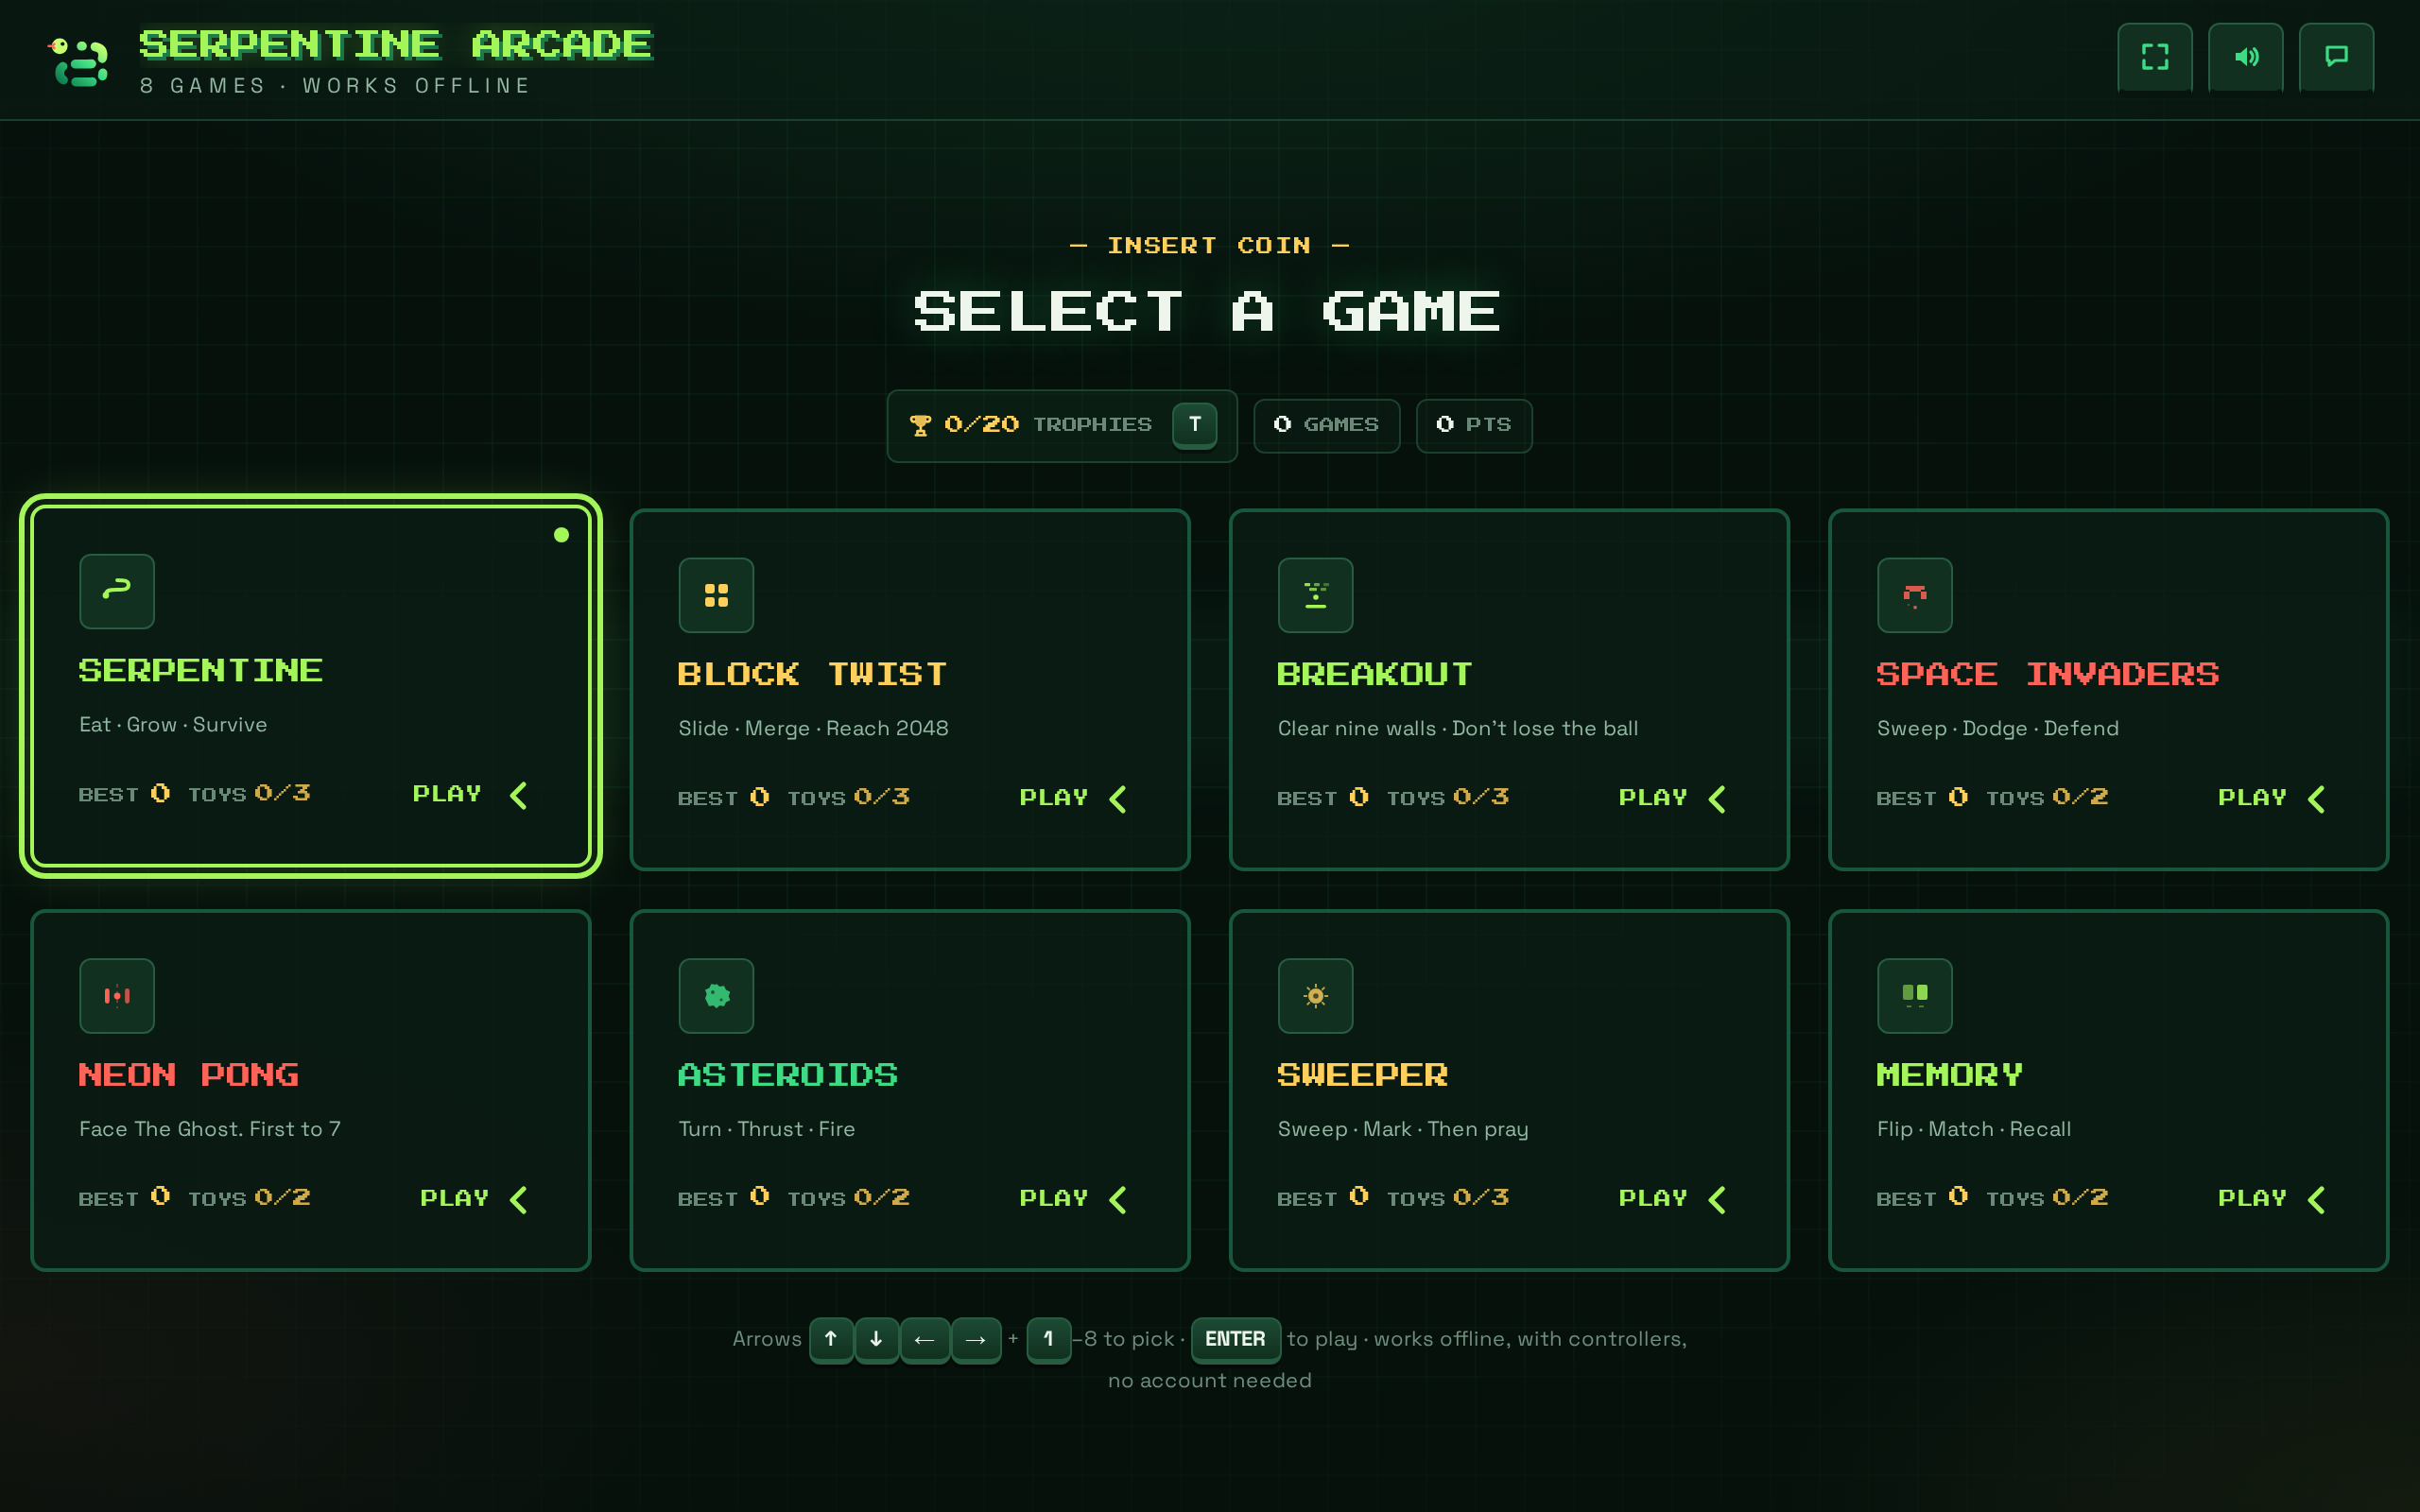 SERPENTINE ARCADE
8 GAMES · WORKS OFFLINE
— INSERT COIN —
SELECT A GAME
0/20 TROPHIES T
0 GAMES
0 PTS
SERPENTINE
Eat · Grow · Survive
BEST 0 TOYS 0/3 PLAY
BLOCK TWIST
Slide · Merge · Reach 2048
BEST 0 TOYS 0/3 PLAY
BREAKOUT
Clear nine walls · Don't lose the ball
BEST 0 TOYS 0/3 PLAY
SPACE INVADERS
Sweep · Dodge · Defend
BEST 0 TOYS 0/2 PLAY
NEON PONG
Face The Ghost. First to 7
BEST 0 TOYS 0/2 PLAY
ASTEROIDS
Turn · Thrust · Fire
BEST 0 TOYS 0/2 PLAY
SWEEPER
Sweep · Mark · Then pray
BEST 0 TOYS 0/3 PLAY
MEMORY
Flip · Match · Recall
BEST 0 TOYS 0/2 PLAY
Arrows ↑ ↓ ← → + 1–8 to pick · ENTER to play · works offline, with controllers,
no account needed